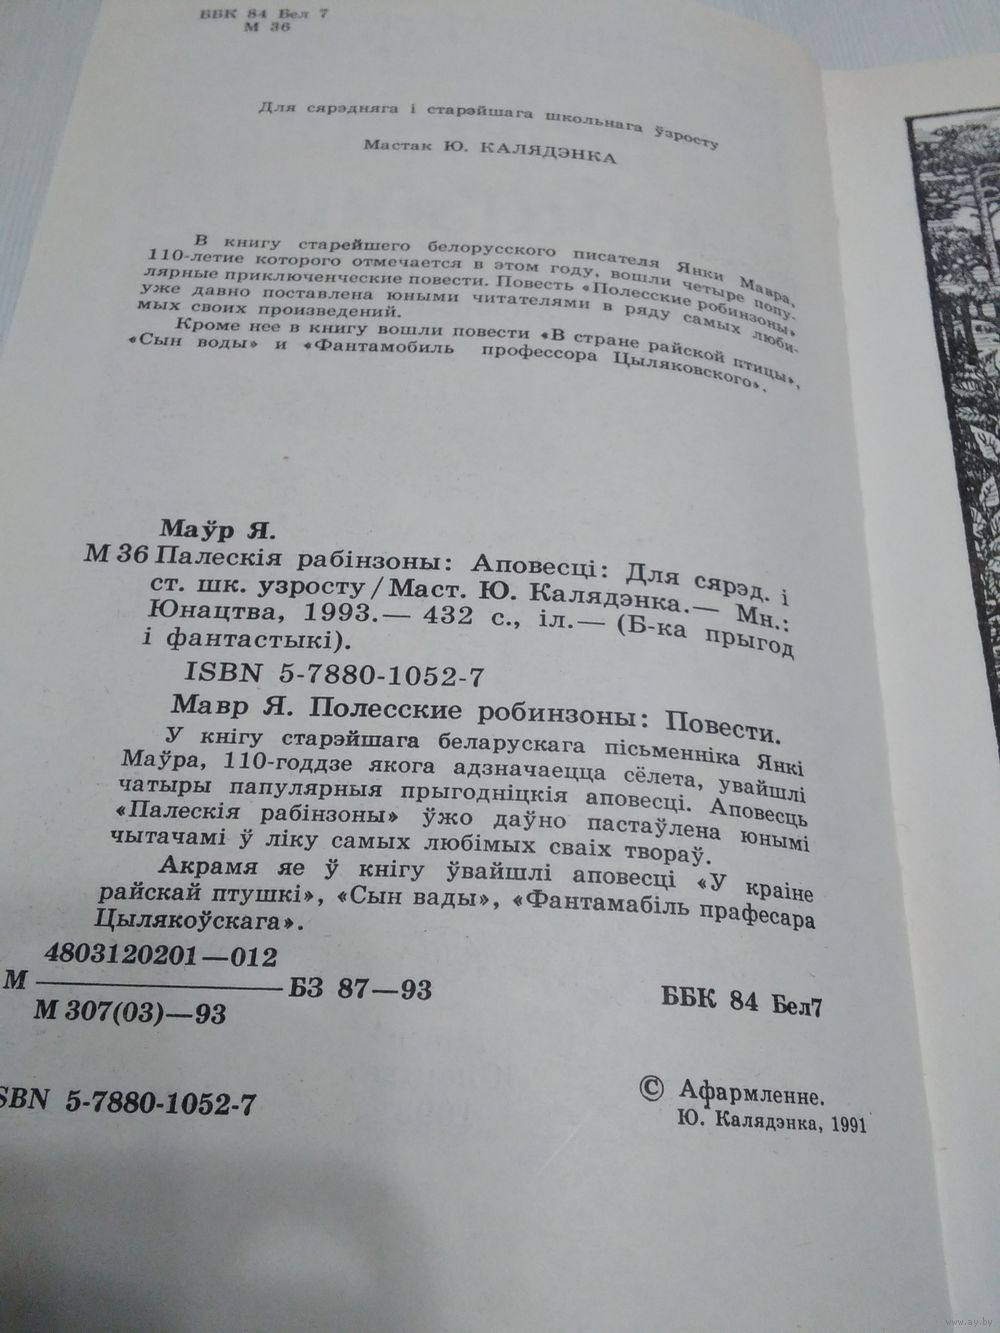 ББК 84 Бел 7
М 36
Для сярэдняга і старэйшага школьнага ўзросту
Мастак Ю. КАЛЯДЭНКА
В книгу старейшего белорусского писателя Янки Мавра,
110-летие которого отмечается в этом году, вошли четыре попу-
лярные приключенческие повести. Повесть «Полесские робинзоны»
уже давно поставлена юными читателями в ряду самых люби-
мых своих произведений.
Кроме нее в книгу вошли повести «В стране райской птицы»,
«Сын воды» и «Фантамобиль профессора Цыляковского».
Маўр Я.
М 36 Палескія рабінзоны: Аповесці: Для сярэд. і
ст. шк. узросту / Маст. Ю. Калядэнка.— Мн.:
Юнацтва, 1993.— 432 с., іл.— (Б-ка прыгод
і фантастыкі).
ISBN 5-7880-1052-7
Мавр Я. Полесские робинзоны: Повести.
У кнігу старэйшага беларускага пісьменніка Янкі
Маўра, 110-годдзе якога адзначаецца сёлета, увайшлі
чатыры папулярныя прыгодніцкія аповесці. Аповесць
«Палескія рабінзоны» ўжо даўно пастаўлена юнымі
чытачамі ў ліку самых любімых сваіх твораў.
Акрамя яе ў кнігу ўвайшлі аповесці «У краіне
райскай птушкі», «Сын вады», «Фантамабіль прафесара
Цылякоўскага».
4803120201—012
М БЗ 87—93
М 307(03)—93
ББК 84 Бел7
SBN 5-7880-1052-7
© Афармленне.
Ю. Калядэнка, 1991
www.ay.by